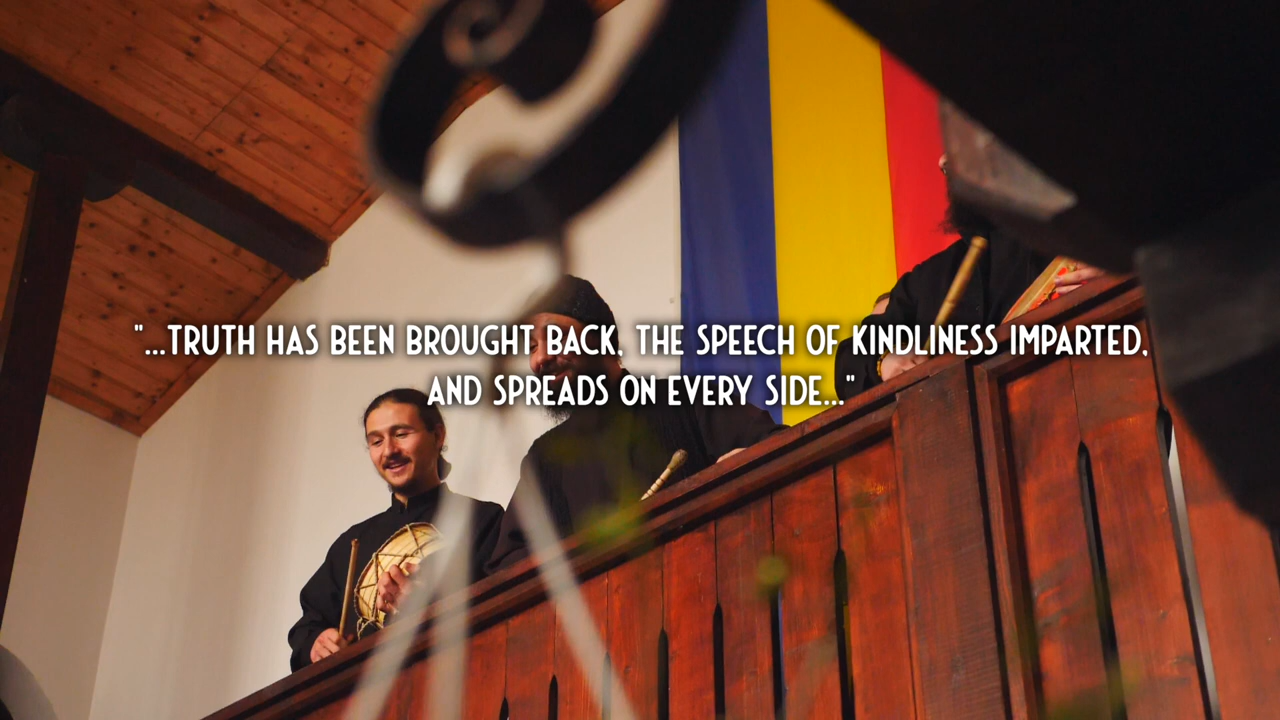 "...TRUTH HAS BEEN BROUGHT BACK, THE SPEECH OF KINDLINESS IMPARTED,
AND SPREADS ON EVERY SIDE..."